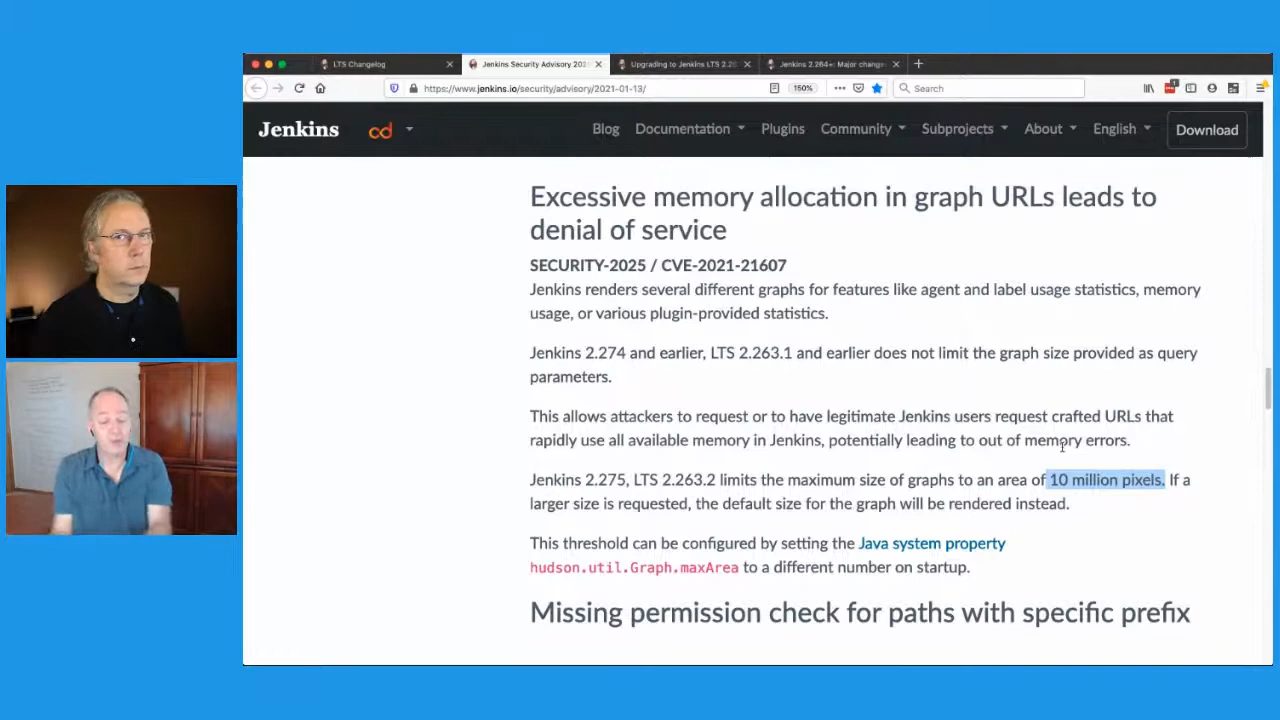 LTS Changelog
Jenkins Security Advisory 202
Upgrading to Jenkins LTS 2.26
Jenkins 2.264+: Major change
https://www.jenkins.io/security/advisory/2021-01-13/
150%
Search
Jenkins
cd
Blog
Documentation
Plugins
Community
Subprojects
About
English
Download
Excessive memory allocation in graph URLs leads to
denial of service
SECURITY-2025 / CVE-2021-21607
Jenkins renders several different graphs for features like agent and label usage statistics, memory
usage, or various plugin-provided statistics.
Jenkins 2.274 and earlier, LTS 2.263.1 and earlier does not limit the graph size provided as query
parameters.
This allows attackers to request or to have legitimate Jenkins users request crafted URLs that
rapidly use all available memory in Jenkins, potentially leading to out of memory errors.
Jenkins 2.275, LTS 2.263.2 limits the maximum size of graphs to an area of 10 million pixels. If a
larger size is requested, the default size for the graph will be rendered instead.
This threshold can be configured by setting the Java system property
hudson.util.Graph.maxArea to a different number on startup.
Missing permission check for paths with specific prefix